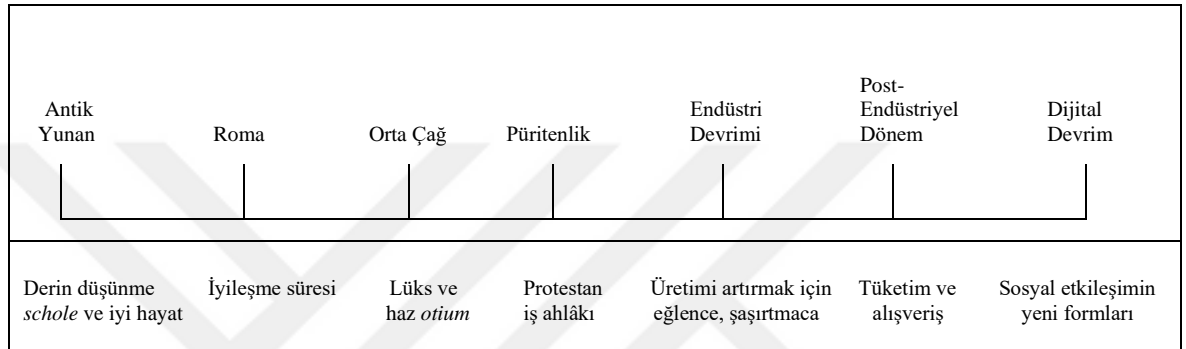 Antik
Yunan
Roma
Orta Çağ
Püritenlik
Endüstri
Devrimi
Post-
Endüstriyel
Dönem
Dijital
Devrim
Derin düşünme
schole ve iyi hayat
İyileşme süresi
Lüks ve
haz otium
Protestan
iş ahlâkı
Üretimi artırmak için
eğlence, şaşırtmaca
Tüketim ve
alışveriş
Sosyal etkileşimin
yeni formları